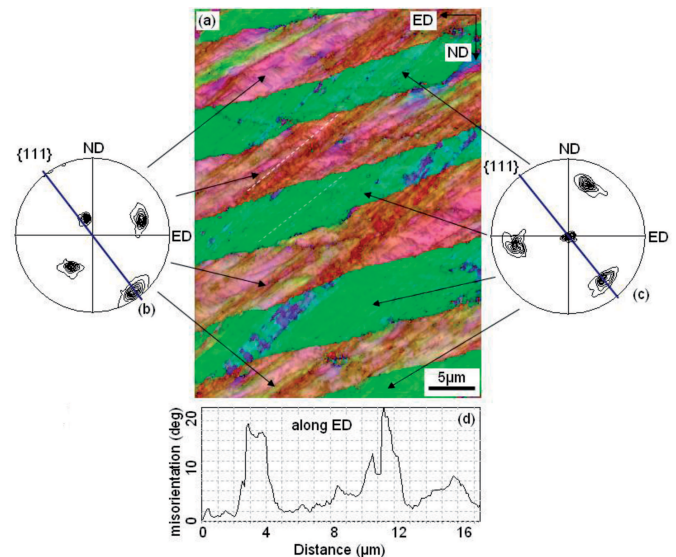 (a)
ED
ND
{111}
ND
ED
(b)
{111}
ND
ED
(c)
5μm
20
10
0
misorientation (deg)
along ED
(d)
0 4 8 12 16
Distance (μm)